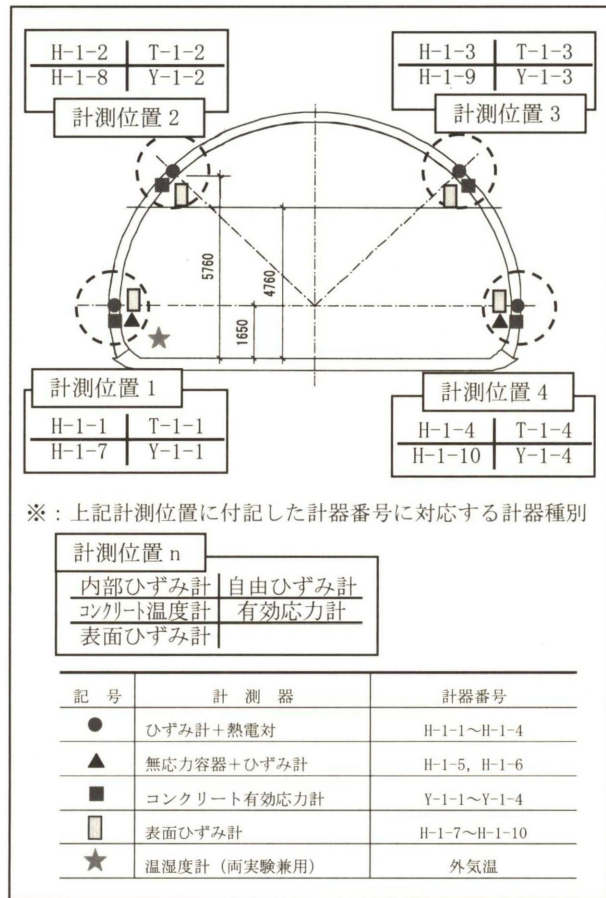 H-1-2 T-1-2
H-1-8 Y-1-2
計測位置2
H-1-3 T-1-3
H-1-9 Y-1-3
計測位置3
5760
4760
1650
計測位置1
H-1-1 T-1-1
H-1-7 Y-1-1
計測位置4
H-1-4 T-1-4
H-1-10 Y-1-4
※：上記計測位置に付記した計器番号に対応する計器種別
計測位置n
内部ひずみ計 自由ひずみ計
コンクリート温度計 有効応力計
表面ひずみ計
記 号 計 測 器 計器番号
● ひずみ計＋熱電対 H-1-1～H-1-4
▲ 無応力容器＋ひずみ計 H-1-5, H-1-6
■ コンクリート有効応力計 Y-1-1～Y-1-4
表面ひずみ計 H-1-7～H-1-10
★ 温湿度計（両実験兼用） 外気温